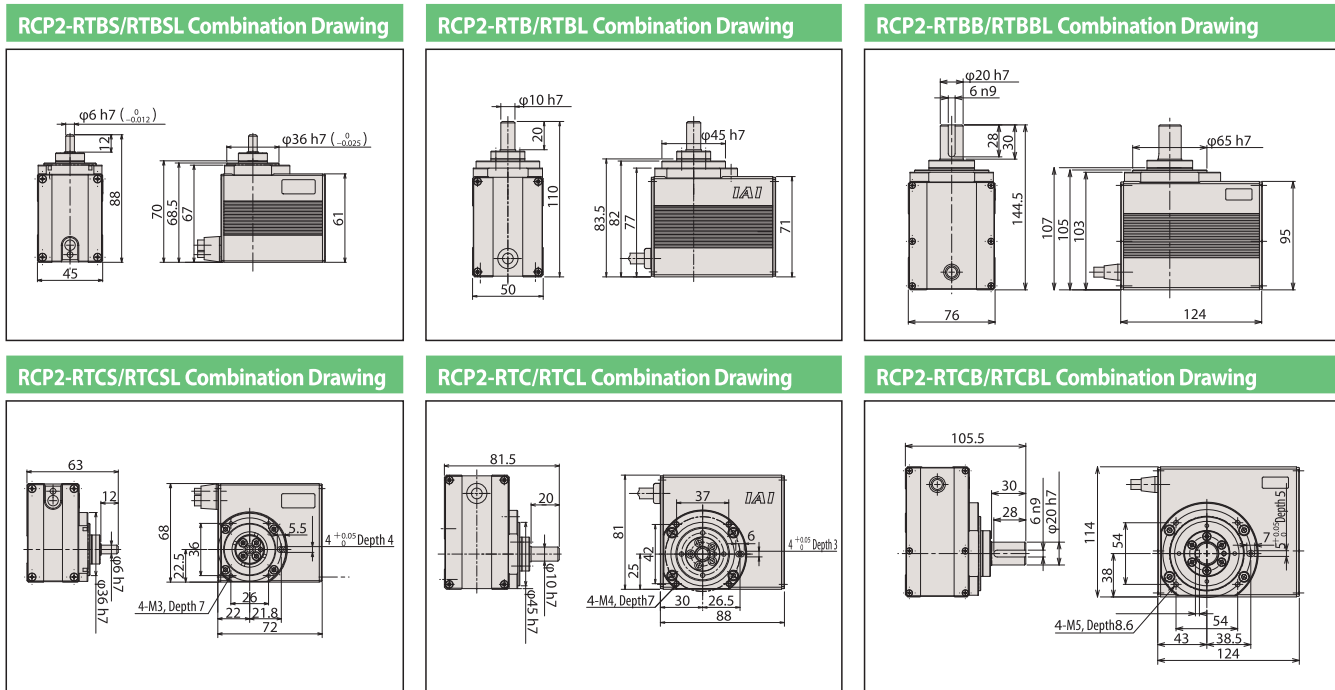 RCP2-RTBS/RTBSL Combination Drawing
φ6 h7 ( 0 -0.012 )
12
φ36 h7 ( 0 -0.025 )
88
70
68.5
67
61
45
RCP2-RTB/RTBL Combination Drawing
φ10 h7
20
φ45 h7
110
83.5
82
77
IAI
71
50
RCP2-RTBB/RTBBL Combination Drawing
φ20 h7
6 n9
28
30
φ65 h7
144.5
107
105
103
95
76
124
RCP2-RTCS/RTCSL Combination Drawing
63
12
φ6 h7
φ36 h7
68
36
22.5
5.5
4 +0.05 0 Depth 4
4-M3, Depth 7
26
22
21.8
72
RCP2-RTC/RTCL Combination Drawing
81.5
20
φ10 h7
φ45 h7
37
IAI
81
42
25
6
4 +0.05 0 Depth 3
4-M4, Depth7
30
26.5
88
RCP2-RTCB/RTCBL Combination Drawing
105.5
30
28
6 n9
φ20 h7
114
54
38
7
5 +0.05 0 Depth 5
4-M5, Depth8.6
54
43
38.5
124